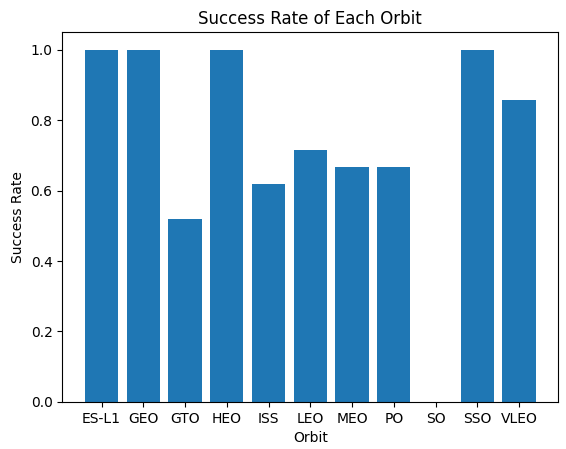 Success Rate of Each Orbit
Success Rate
1.0
0.8
0.6
0.4
0.2
0.0
ES-L1 GEO GTO HEO ISS LEO MEO PO SO SSO VLEO
Orbit